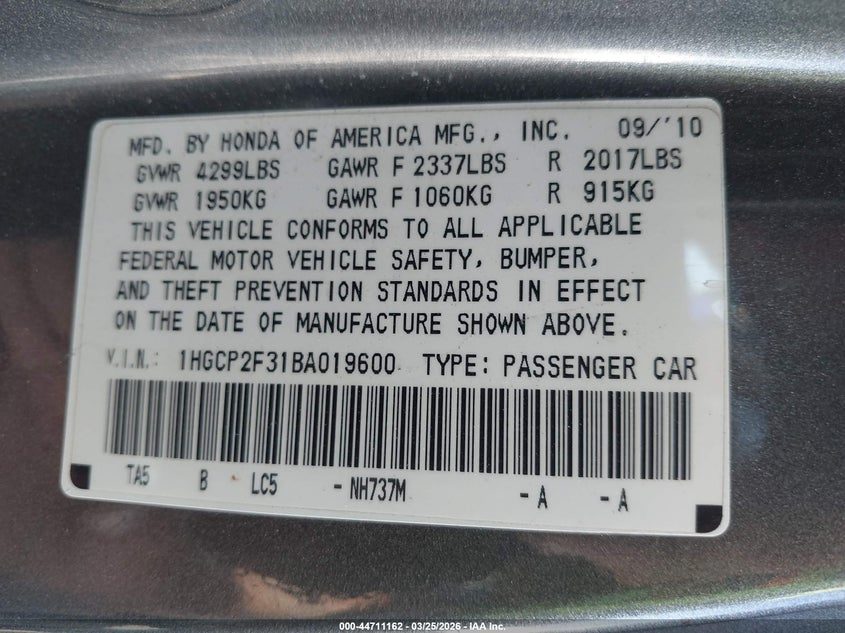 MFD. BY HONDA OF AMERICA MFG., INC. 09/'10
GVWR 4299LBS GAWR F 2337LBS R 2017LBS
GVWR 1950KG GAWR F 1060KG R 915KG
THIS VEHICLE CONFORMS TO ALL APPLICABLE
FEDERAL MOTOR VEHICLE SAFETY, BUMPER,
AND THEFT PREVENTION STANDARDS IN EFFECT
ON THE DATE OF MANUFACTURE SHOWN ABOVE.
V.I.N.: 1HGCP2F31BA019600 TYPE: PASSENGER CAR
TA5 B LC5 - NH737M - A - A
000-44711162 - 03/25/2026 - IAA Inc.